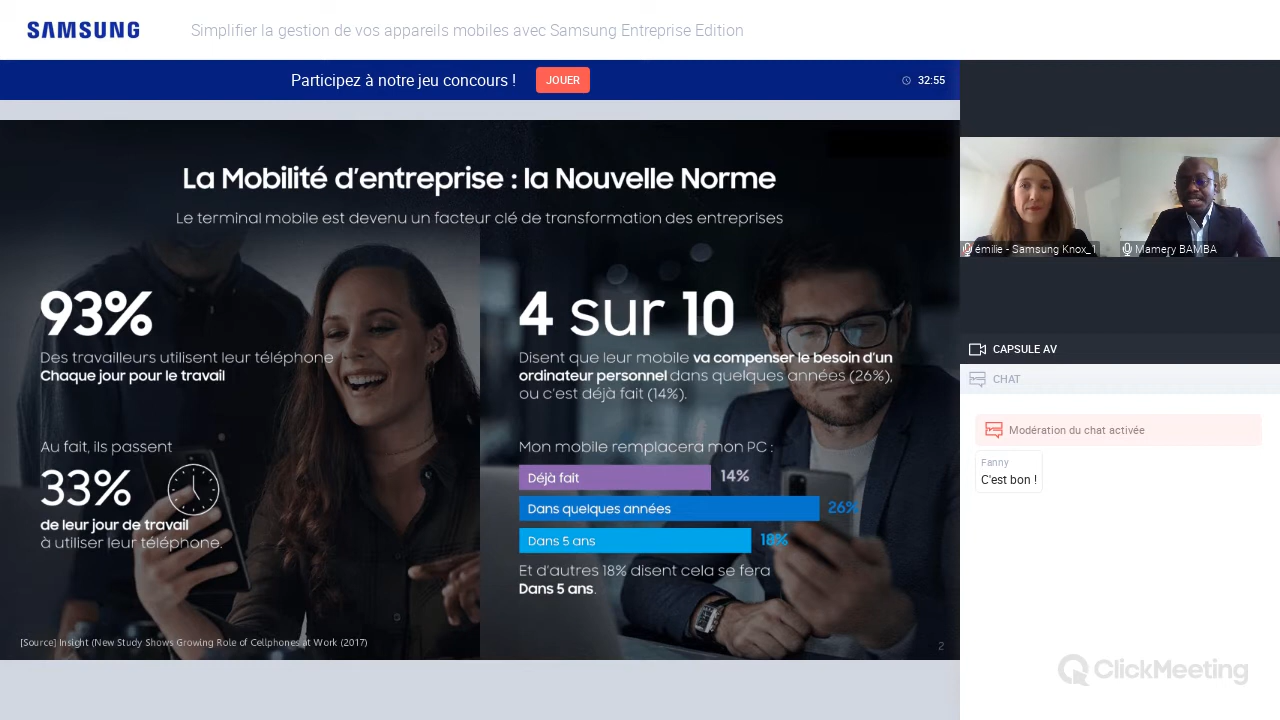 SAMSUNG
Simplifier la gestion de vos appareils mobiles avec Samsung Entreprise Edition
Participez à notre jeu concours !
JOUER
32:55
La Mobilité d'entreprise : la Nouvelle Norme
Le terminal mobile est devenu un facteur clé de transformation des entreprises
93%
Des travailleurs utilisent leur téléphone
Chaque jour pour le travail
Au fait, ils passent
33%
de leur jour de travail
à utiliser leur téléphone.
4 sur 10
Disent que leur mobile va compenser le besoin d'un
ordinateur personnel dans quelques années (26%),
ou c'est déjà fait (14%).
Mon mobile remplacera mon PC :
Déjà fait 14%
Dans quelques années 26%
Dans 5 ans 18%
Et d'autres 18% disent cela se fera
Dans 5 ans.
[Source] Insight (New Study Shows Growing Role of Cellphones at Work (2017)
2
émilie - Samsung Knox_1
Mamery BAMBA
CAPSULE AV
CHAT
Modération du chat activée
Fanny
C'est bon !
ClickMeeting